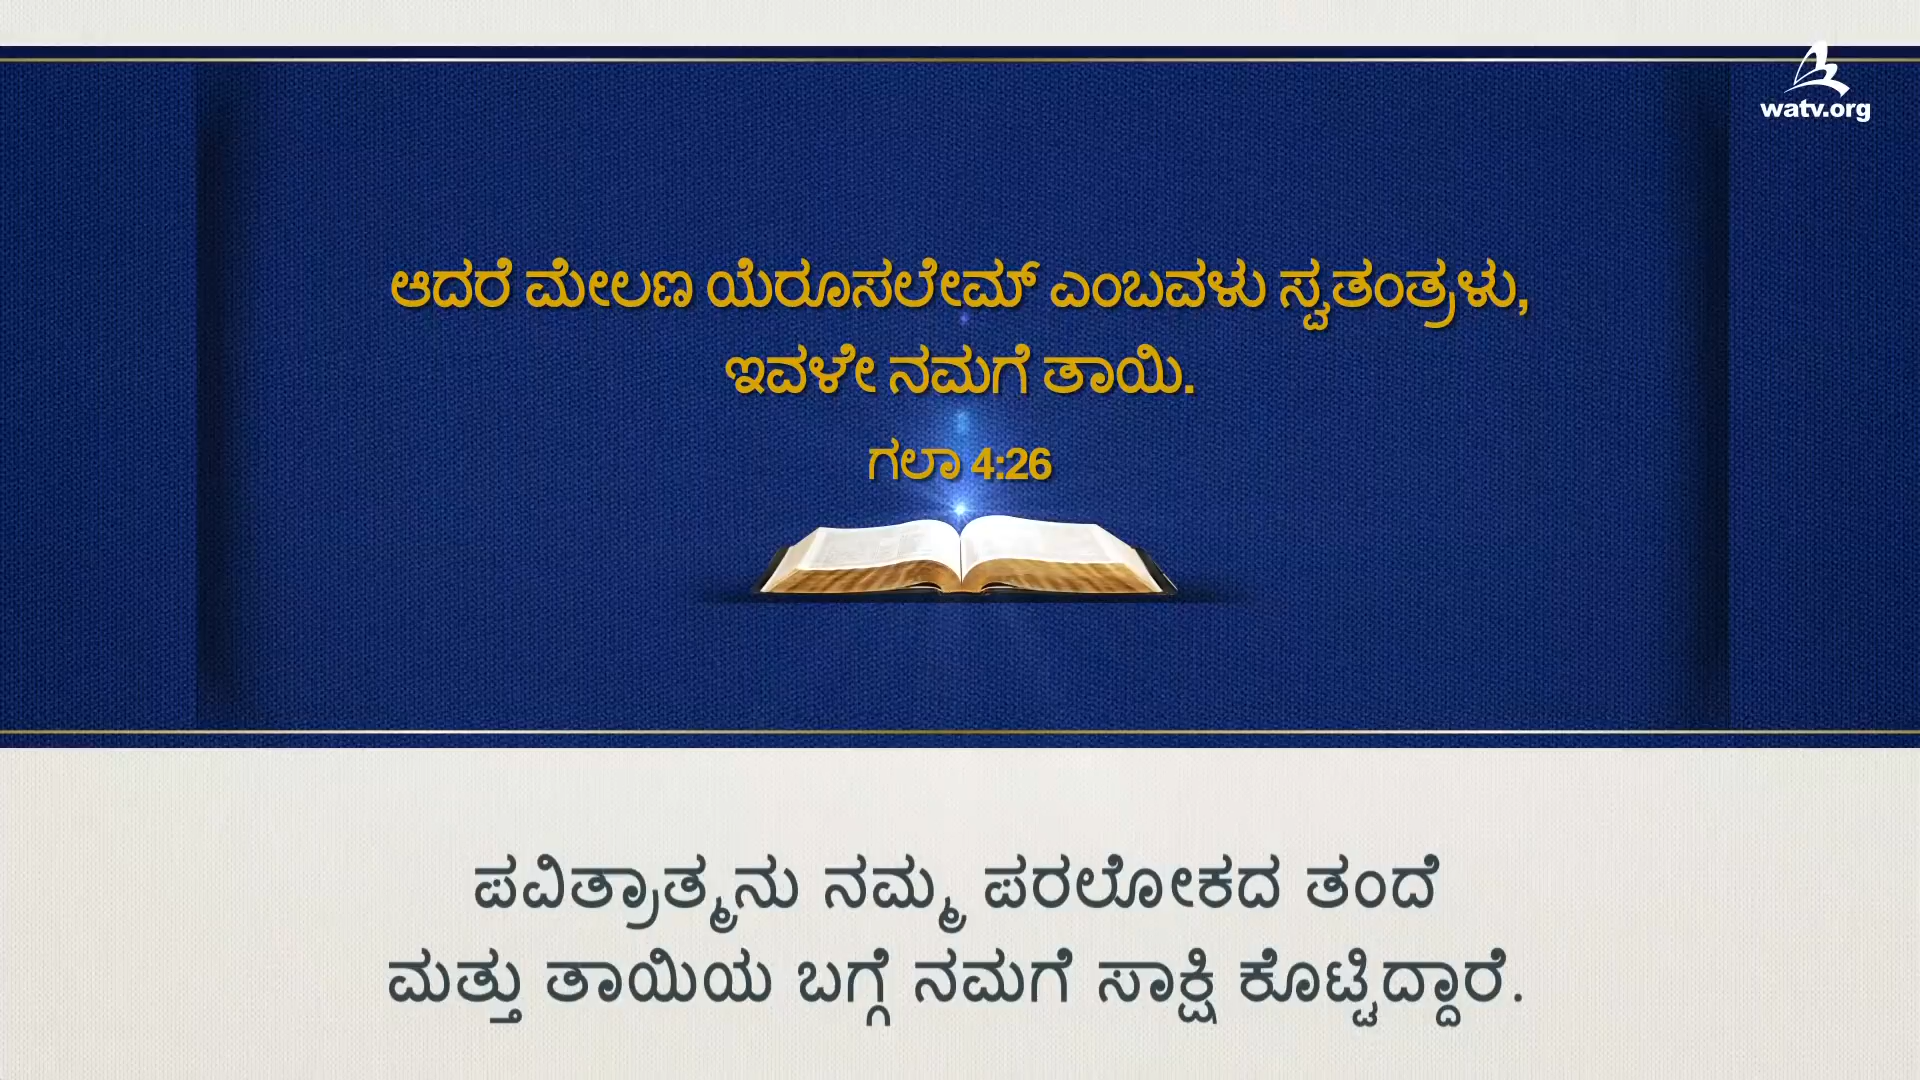 watv.org
ಆದರೆ ಮೇಲಣ ಯೆರೂಸಲೇಮ್ ಎಂಬವಳು ಸ್ವತಂತ್ರಳು,
ಇವಳೇ ನಮಗೆ ತಾಯಿ.
ಗಲಾ 4:26
ಪವಿತ್ರಾತ್ಮನು ನಮ್ಮ ಪರಲೋಕದ ತಂದೆ
ಮತ್ತು ತಾಯಿಯ ಬಗ್ಗೆ ನಮಗೆ ಸಾಕ್ಷಿ ಕೊಟ್ಟಿದ್ದಾರೆ.